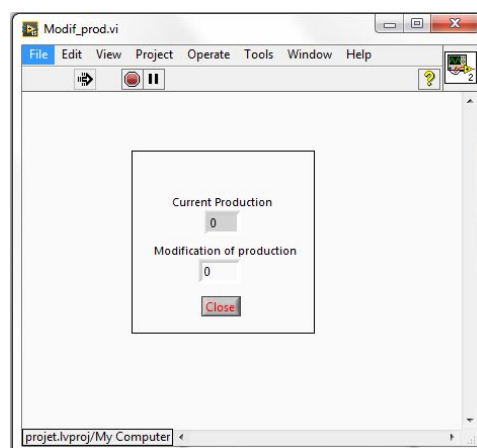 Modif_prod.vi
File Edit View Project Operate Tools Window Help
? 2
Current Production
0
Modification of production
0
Close
projet.lvproj/My Computer